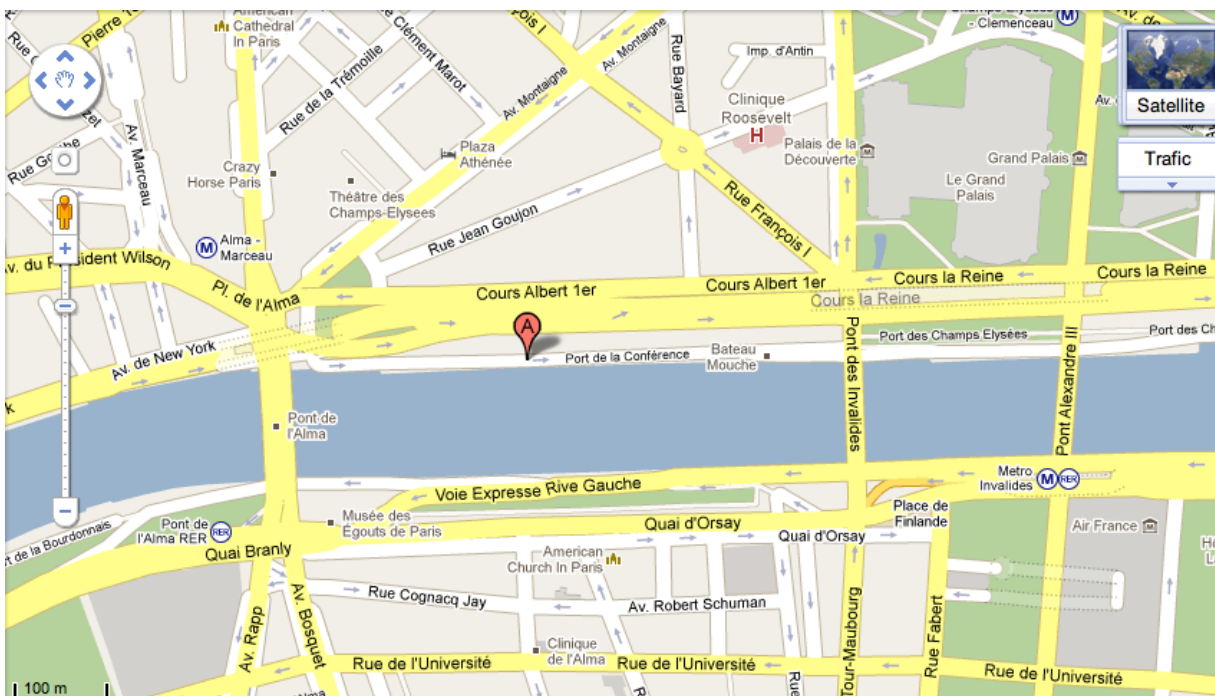 American
Cathedral
In Paris
Champs-Elysees
- Clemenceau
M
Av. de
Pierre
François I
Clément Marot
Av. Montaigne
Rue de la Trémoille
Rue Bayard
Imp. d'Antin
Clinique
Roosevelt
H
Satellite
Trafic
Av. Marceau
Av. Montaigne
Plaza
Athénée
Palais de la
Découverte
Grand Palais
Le Grand
Palais
Crazy
Horse Paris
Théâtre des
Champs-Elysees
Rue Jean Goujon
Rue François I
M
Alma -
Marceau
Av. du Président Wilson
Pl. de l'Alma
Cours Albert 1er
Cours Albert 1er
Cours la Reine
Cours la Reine
Cours la Reine
A
Av. de New York
Port de la Conférence
Bateau
Mouche
Pont des Invalides
Port des Champs Elysées
Port des Ch
Pont Alexandre III
Pont de
l'Alma
Voie Expresse Rive Gauche
Metro
Invalides
M
RER
Place de
Finlande
Air France
rt de la Bourdonnais
Pont de
l'Alma RER
RER
Musée des
Égouts de Paris
Quai Branly
Quai d'Orsay
Quai d'Orsay
American
Church In Paris
Rue Cognacq Jay
Av. Robert Schuman
Av. Rapp
Av. Bosquet
Clinique
de l'Alma
Tour-Maubourg
Rue Fabert
Rue de l'Université
Rue de l'Université
Rue de l'Université
100 m